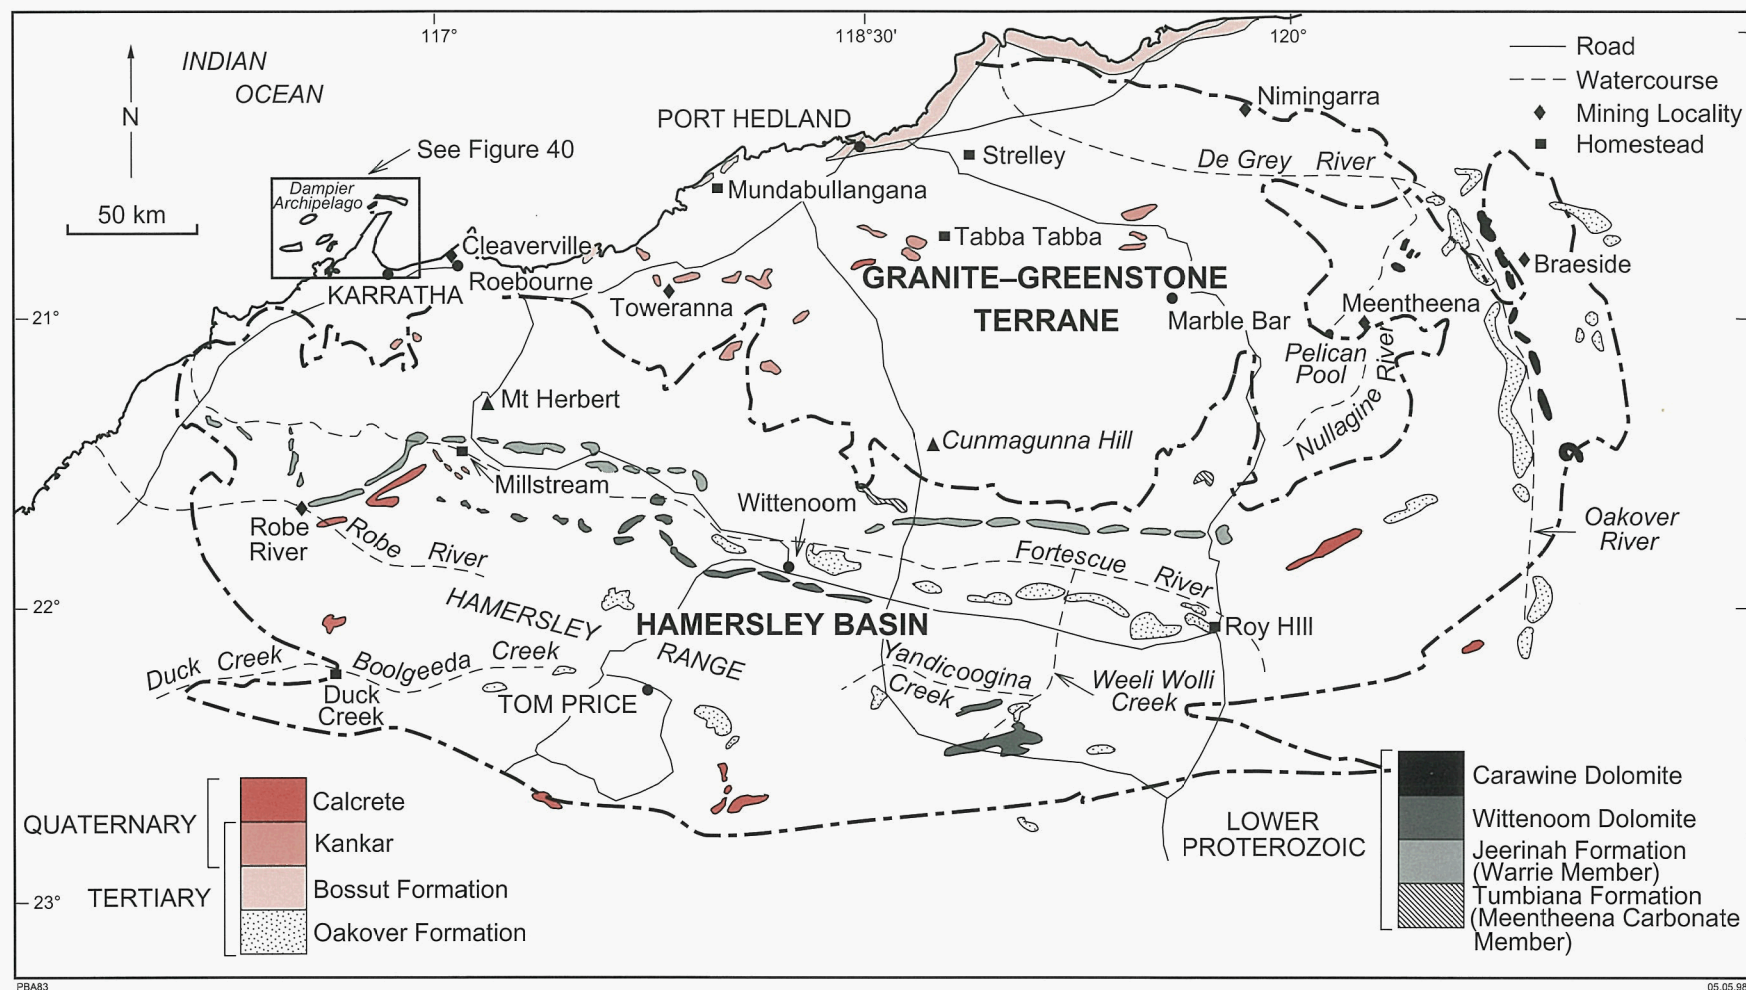 117°
118°30'
120°
INDIAN
OCEAN
N
50 km
See Figure 40
Dampier
Archipelago
PORT HEDLAND
Road
Watercourse
Mining Locality
Homestead
Nimingarra
Strelley
De Grey River
Mundabullangana
Cleaverville
Roebourne
KARRATHA
Tabba Tabba
GRANITE–GREENSTONE
TERRANE
Braeside
Toweranna
Meentheena
Marble Bar
21°
Pelican
Pool
Nullagine River
Mt Herbert
Cunmagunna Hill
Millstream
Wittenoom
Robe
River
Robe River
Oakover
River
Fortescue River
22°
HAMERSLEY
RANGE
HAMERSLEY BASIN
Roy HIll
Duck Creek
Boolgeeda Creek
Yandicoogina
Creek
Weeli Wolli
Creek
Duck
Creek
TOM PRICE
QUATERNARY
TERTIARY
Calcrete
Kankar
Bossut Formation
Oakover Formation
LOWER
PROTEROZOIC
Carawine Dolomite
Wittenoom Dolomite
Jeerinah Formation
(Warrie Member)
Tumbiana Formation
(Meentheena Carbonate
Member)
23°
PBA83
05.05.98